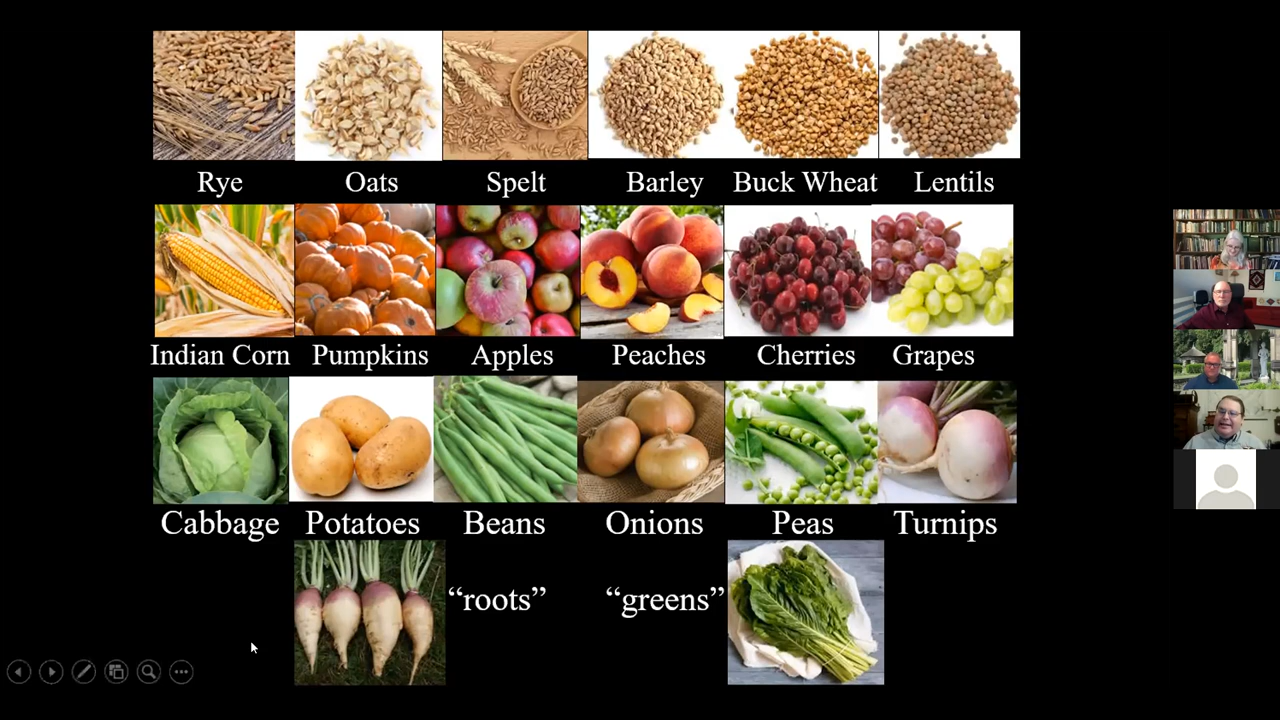 Rye Oats Spelt Barley Buck Wheat Lentils
Indian Corn Pumpkins Apples Peaches Cherries Grapes
Cabbage Potatoes Beans Onions Peas Turnips
“roots” “greens”